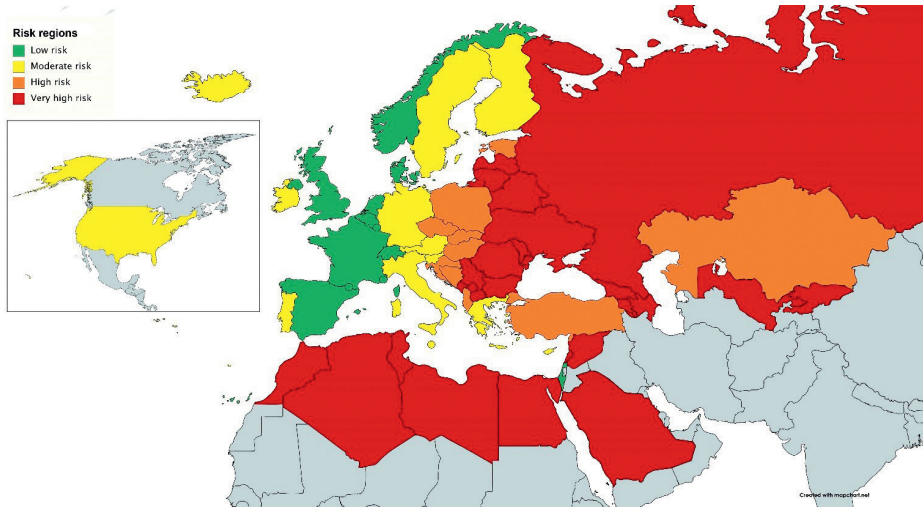 Risk regions
Low risk
Moderate risk
High risk
Very high risk
Created with mapchart.net